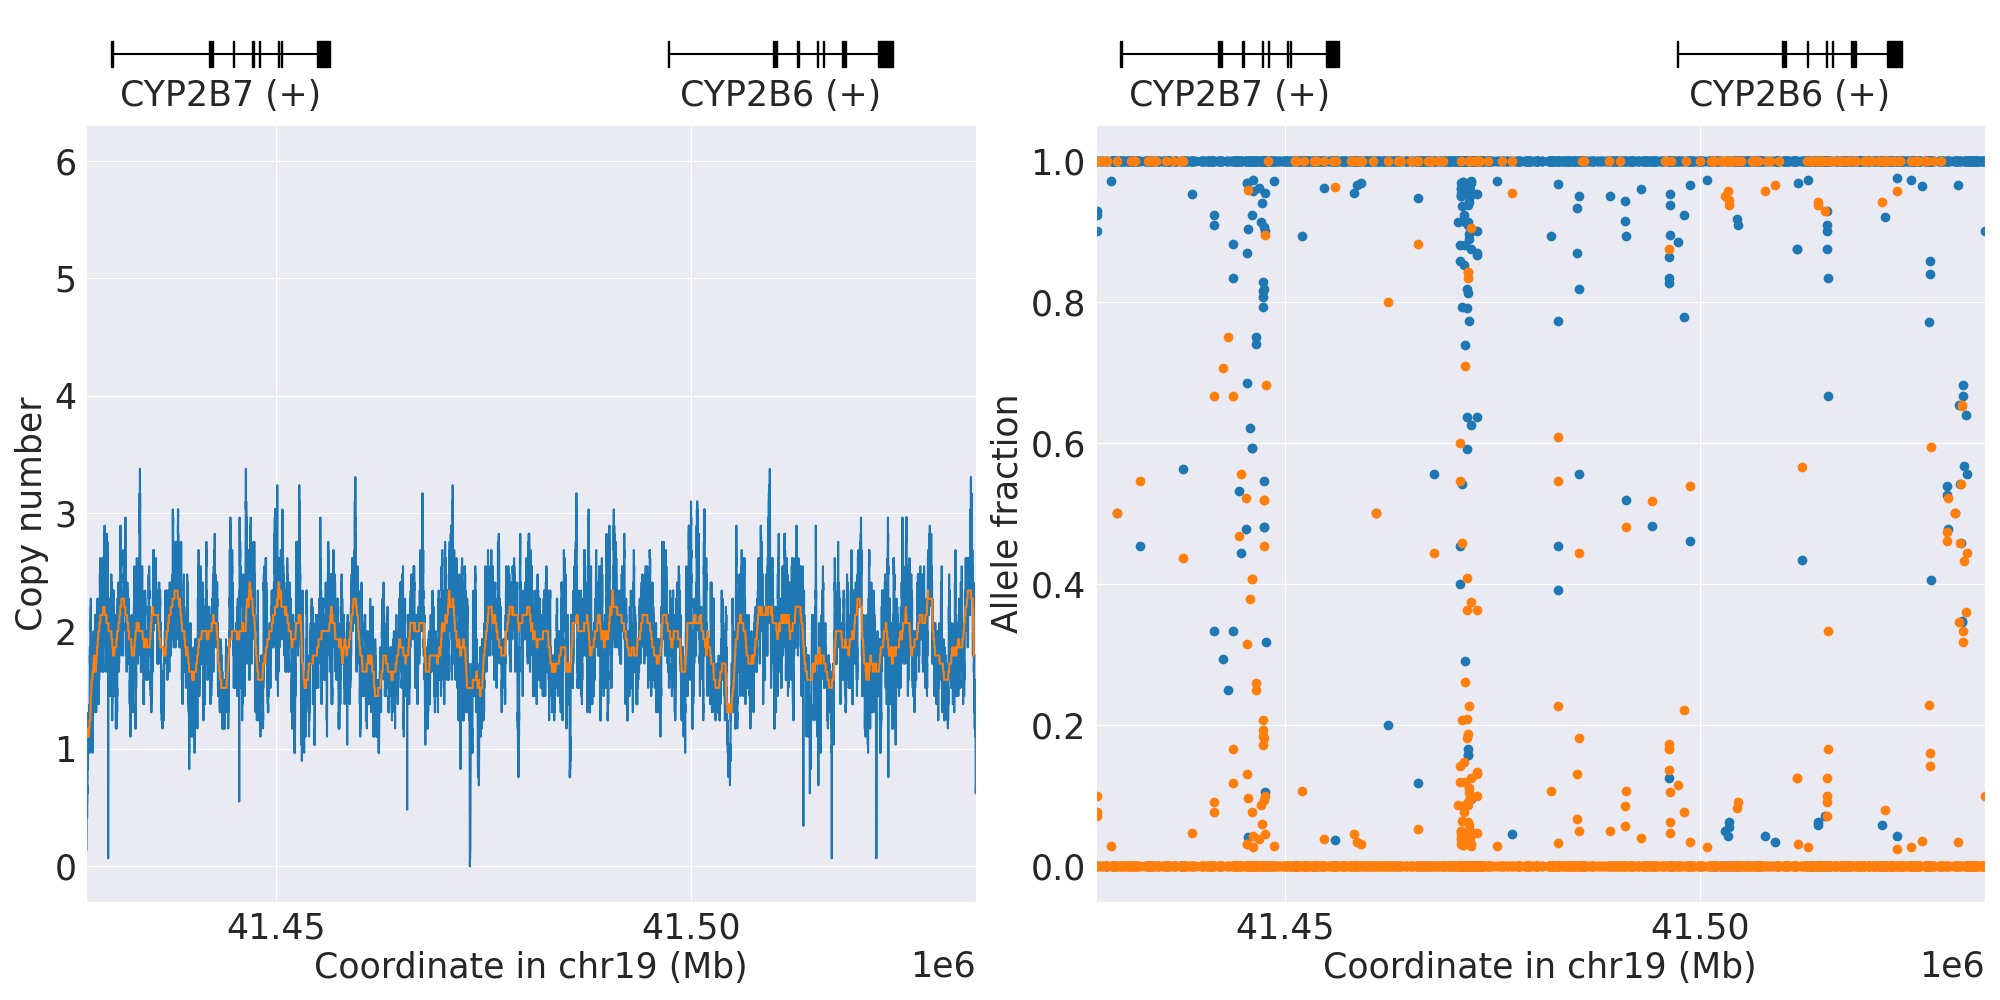 CYP2B7 (+)
CYP2B6 (+)
6
5
4
3
2
1
0
Copy number
41.45
41.50
Coordinate in chr19 (Mb)
1e6
CYP2B7 (+)
CYP2B6 (+)
1.0
0.8
0.6
0.4
0.2
0.0
Allele fraction
41.45
41.50
Coordinate in chr19 (Mb)
1e6